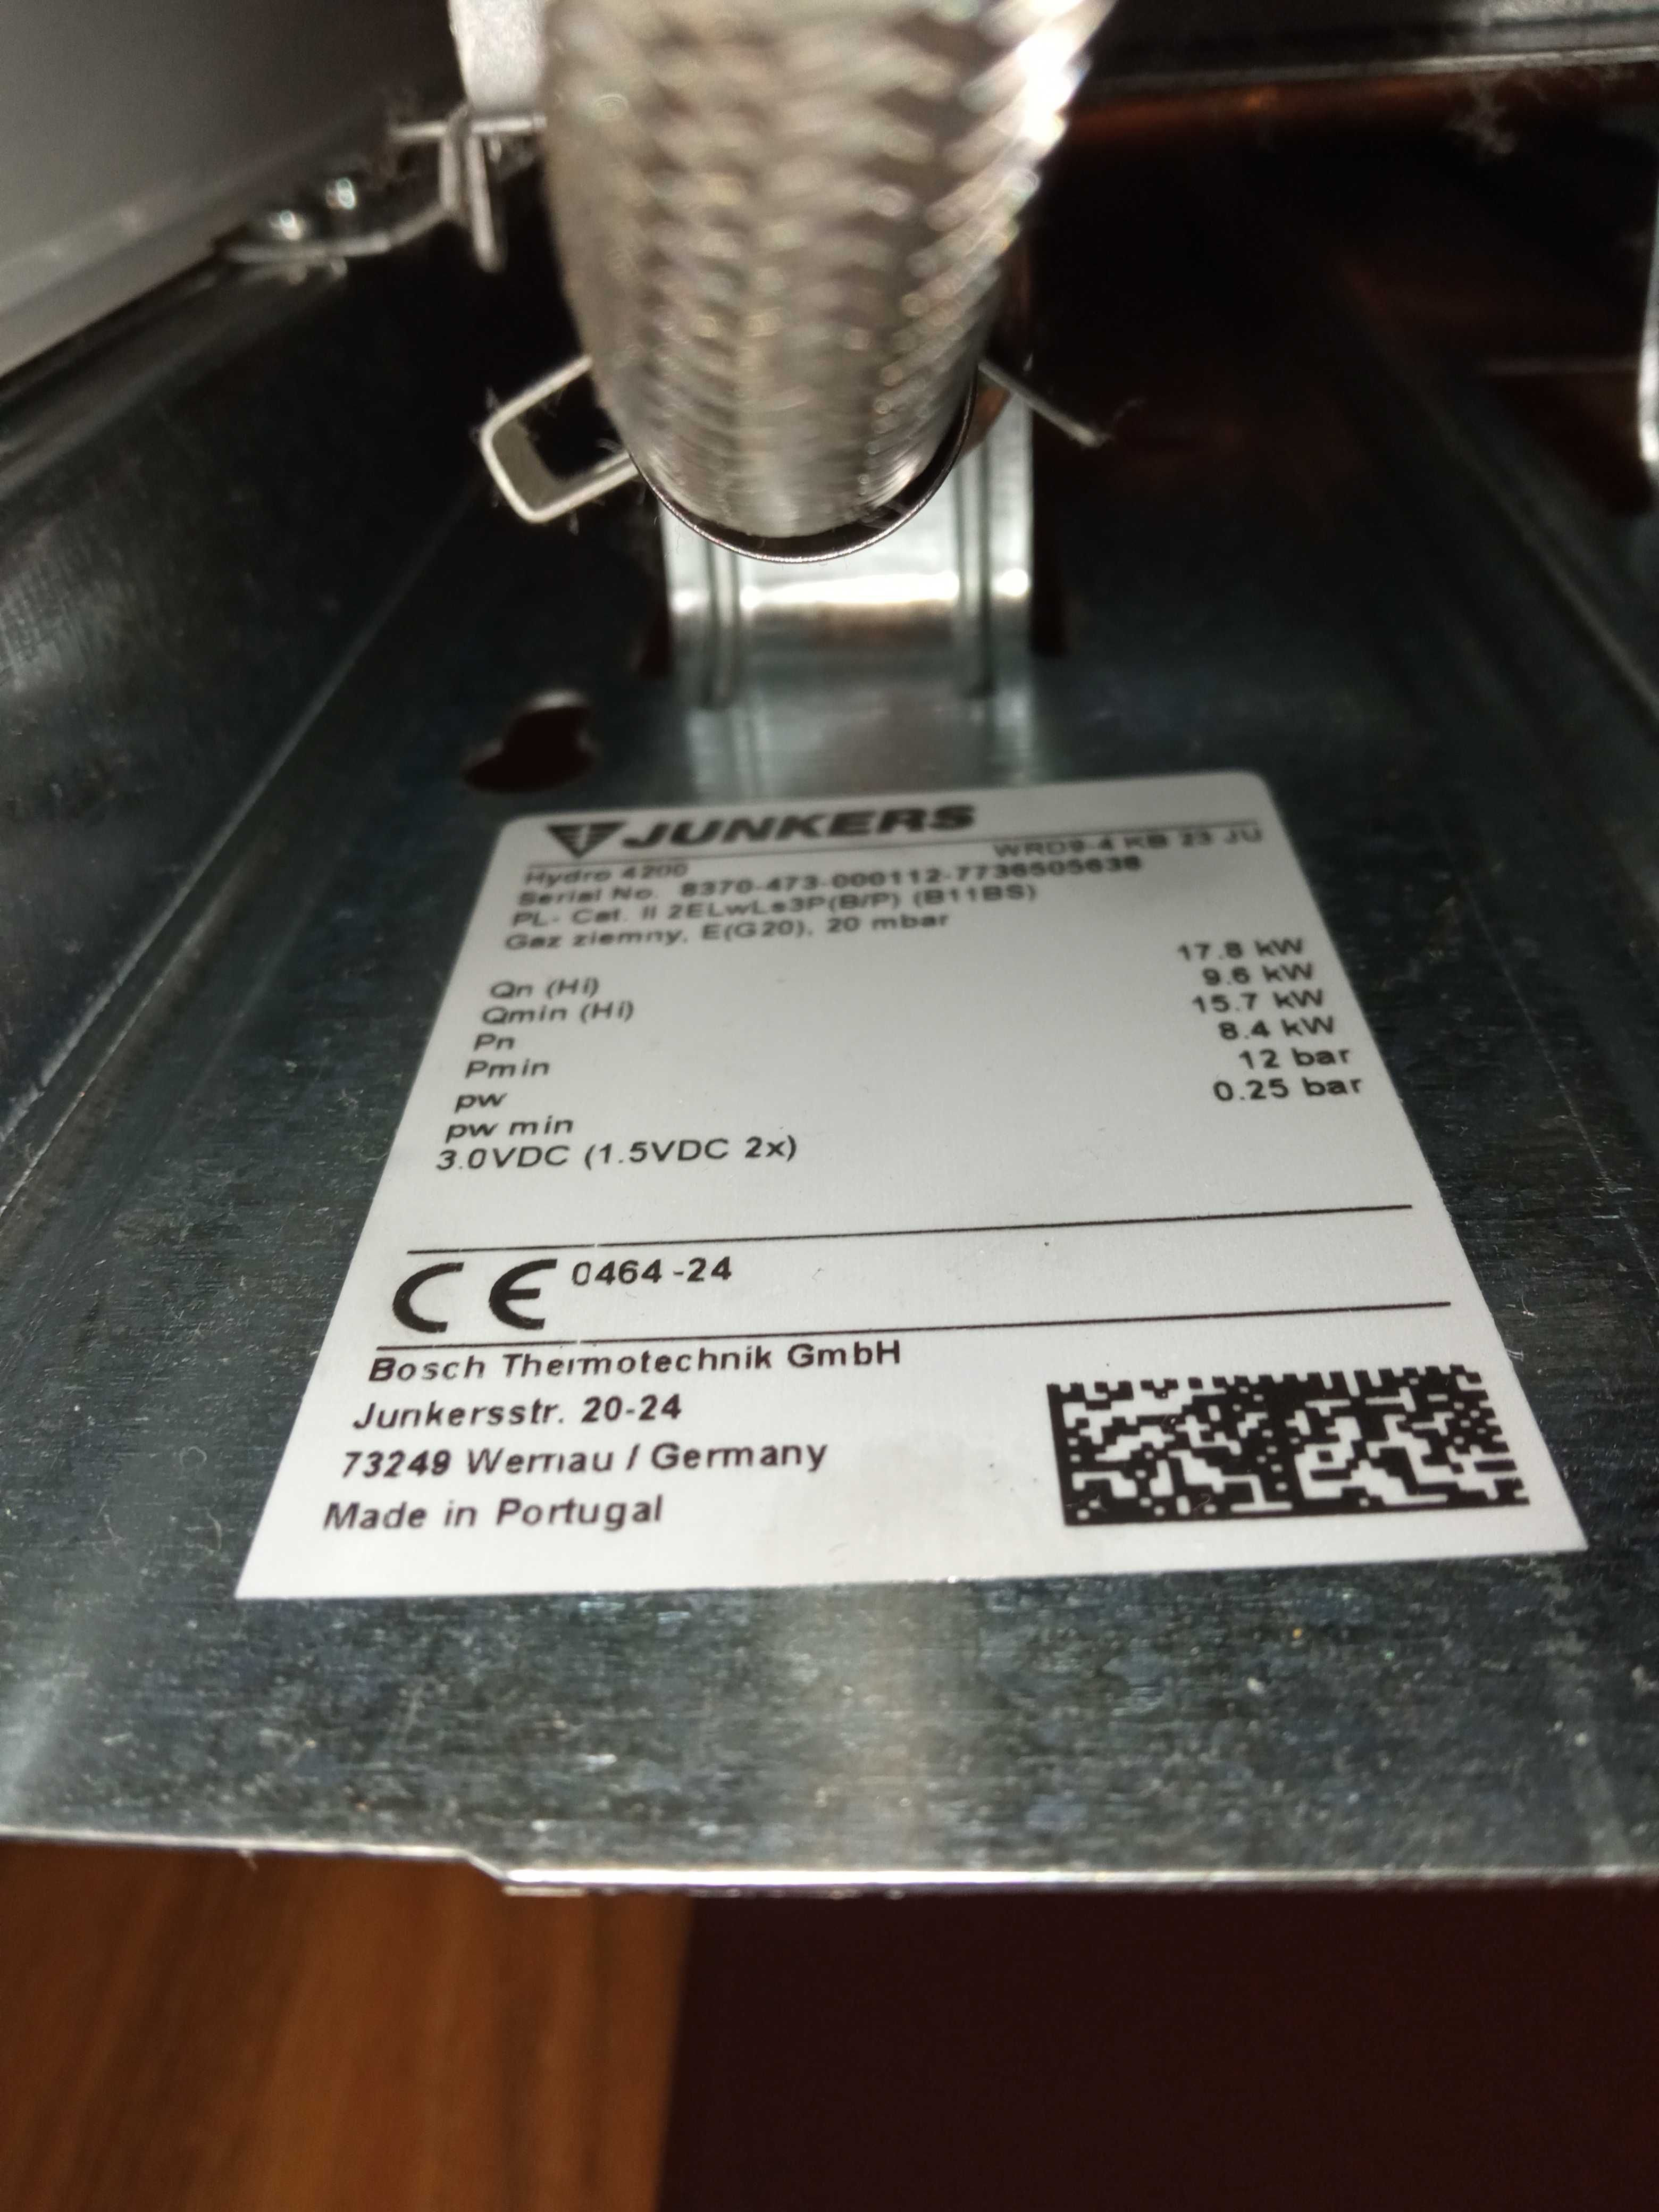 JUNKERS
Hydro 4200 WRD9-4 KB 23 JU
Serial No. 8370-473-000112-7736505638
PL- Cat. II 2ELwLs3P(B/P) (B11BS)
Gaz ziemny, E(G20), 20 mbar
Qn (Hi) 17.8 kW
Qmin (Hi) 9.6 kW
Pn 15.7 kW
Pmin 8.4 kW
pw 12 bar
pw min 0.25 bar
3.0VDC (1.5VDC 2x)
CE 0464-24
Bosch Thermotechnik GmbH
Junkersstr. 20-24
73249 Wernau / Germany
Made in Portugal